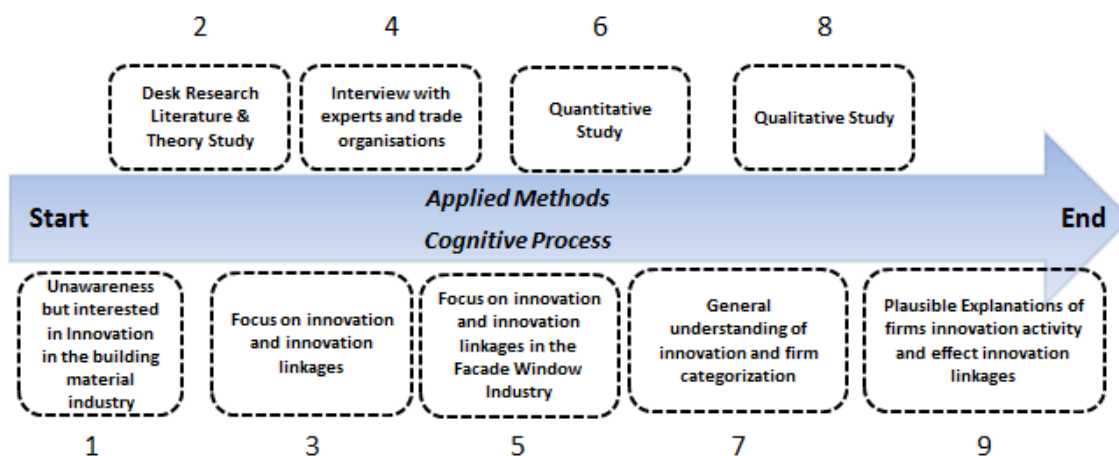 2
4
6
8
Desk Research
Literature &
Theory Study
Interview with
experts and trade
organisations
Quantitative
Study
Qualitative Study
Start
Applied Methods
Cognitive Process
End
Unawareness
but interested
in Innovation
in the building
material
industry
Focus on innovation
and innovation
linkages
Focus on innovation
and innovation
linkages in the
Facade Window
Industry
General
understanding of
innovation and firm
categorization
Plausible Explanations of
firms innovation activity
and effect innovation
linkages
1
3
5
7
9